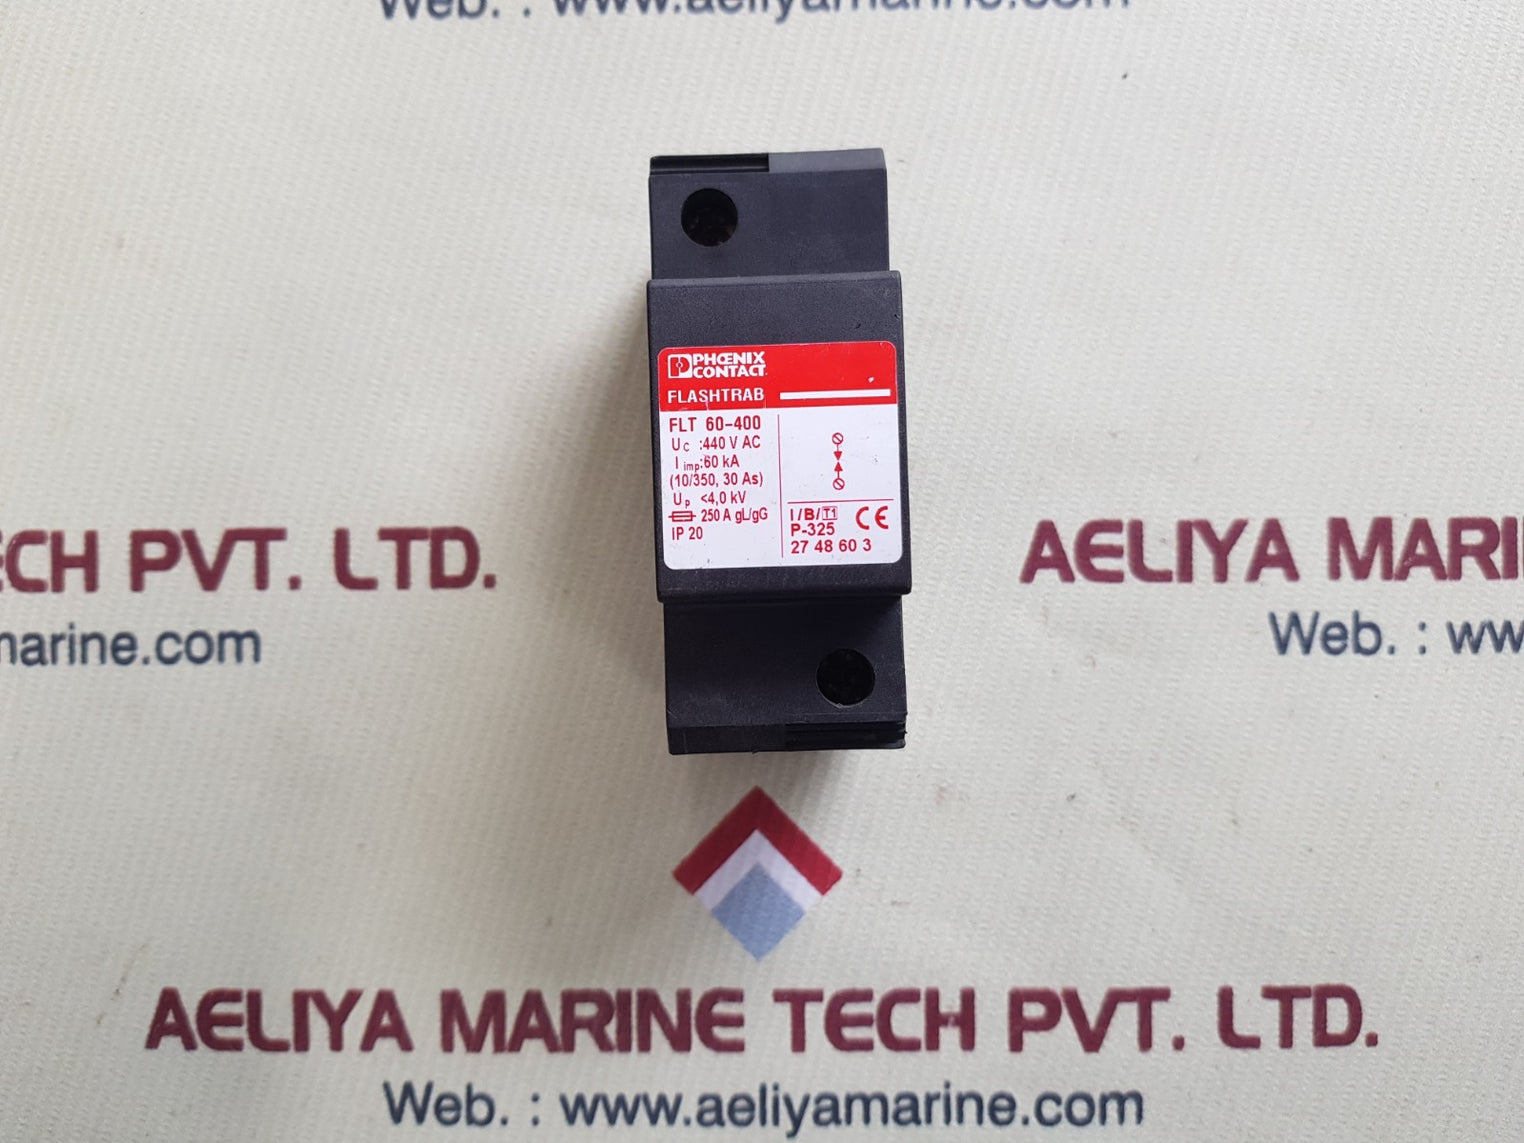 Web. : www.aeliyamarine.com
PHŒNIX
CONTACT
FLASHTRAB
FLT 60-400
UC :440 V AC
I imp:60 kA
(10/350, 30 As)
Up <4,0 kV
250 A gL/gG
IP 20
I/B/T1
P-325
CE
27 48 60 3
ECH PVT. LTD.
marine.com
AELIYA MARI
Web. : ww
AELIYA MARINE TECH PVT. LTD.
Web. : www.aeliyamarine.com